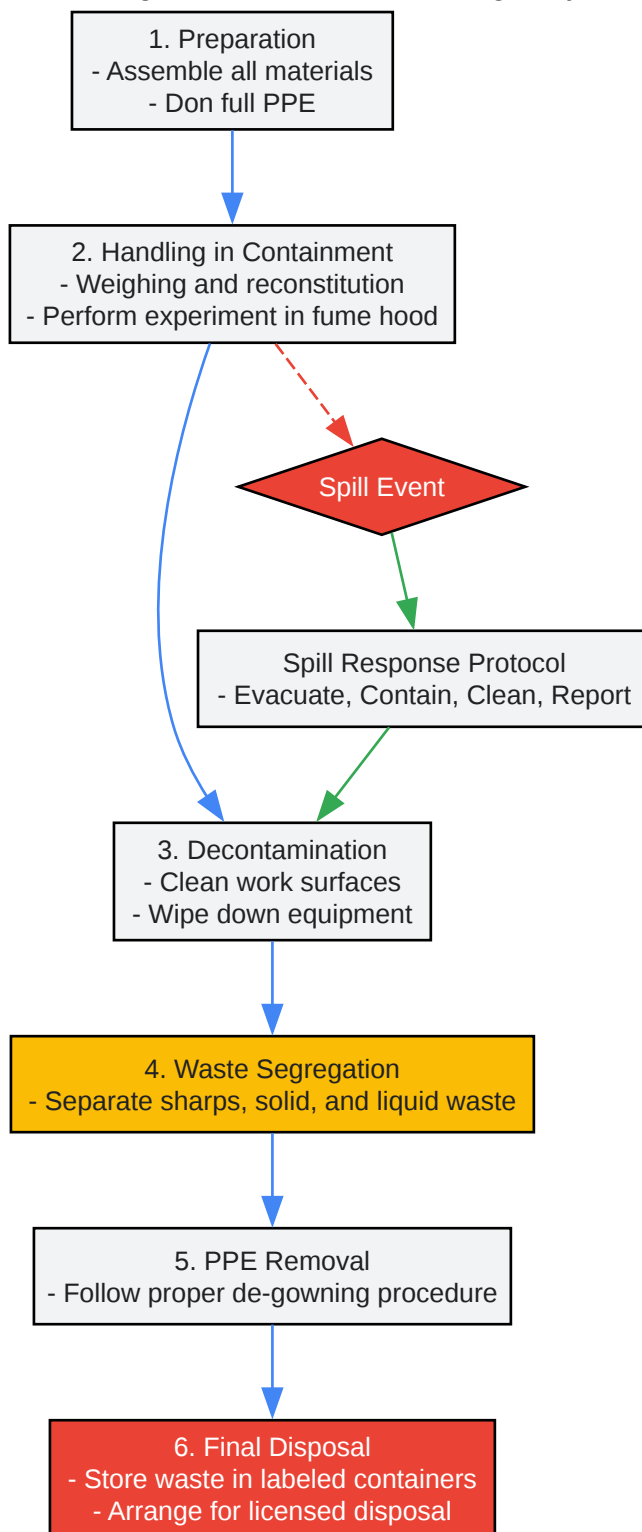 1. Preparation
- Assemble all materials
- Don full PPE
2. Handling in Containment
- Weighing and reconstitution
- Perform experiment in fume hood
Spill Event
Spill Response Protocol
- Evacuate, Contain, Clean, Report
3. Decontamination
- Clean work surfaces
- Wipe down equipment
4. Waste Segregation
- Separate sharps, solid, and liquid waste
5. PPE Removal
- Follow proper de-gowning procedure
6. Final Disposal
- Store waste in labeled containers
- Arrange for licensed disposal